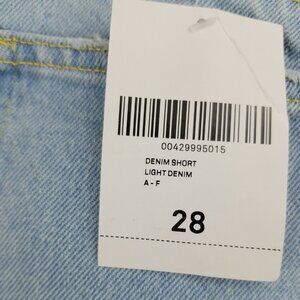 00429995015
DENIM SHORT
LIGHT DENIM
A - F
28